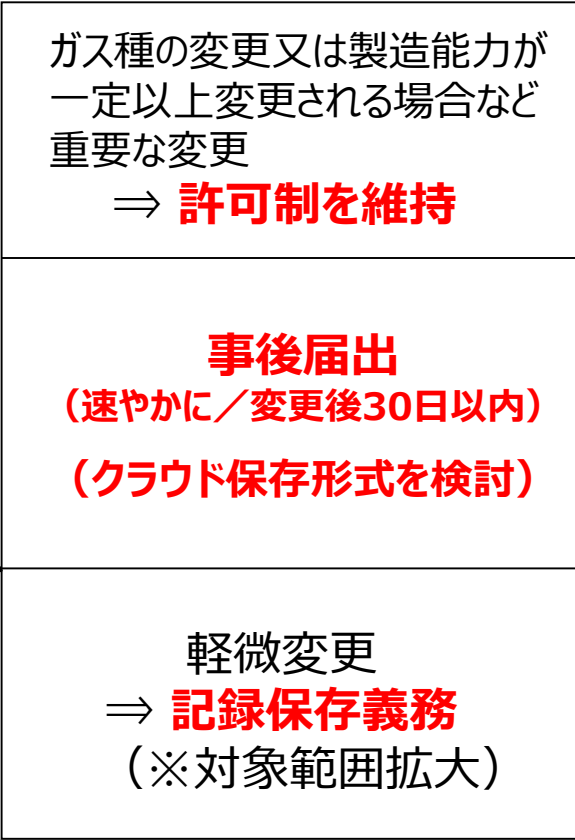 ガス種の変更又は製造能力が
一定以上変更される場合など
重要な変更
⇒ 許可制を維持
事後届出
（速やかに／変更後30日以内）
（クラウド保存形式を検討）
軽微変更
⇒ 記録保存義務
（※対象範囲拡大）